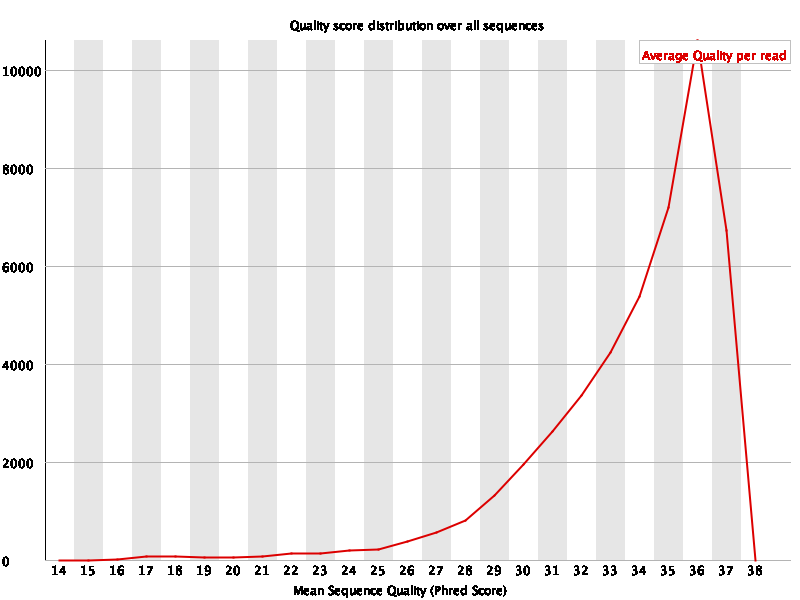 Quality score distribution over all sequences
Average Quality per read
10000
8000
6000
4000
2000
0
14 15 16 17 18 19 20 21 22 23 24 25 26 27 28 29 30 31 32 33 34 35 36 37 38
Mean Sequence Quality (Phred Score)